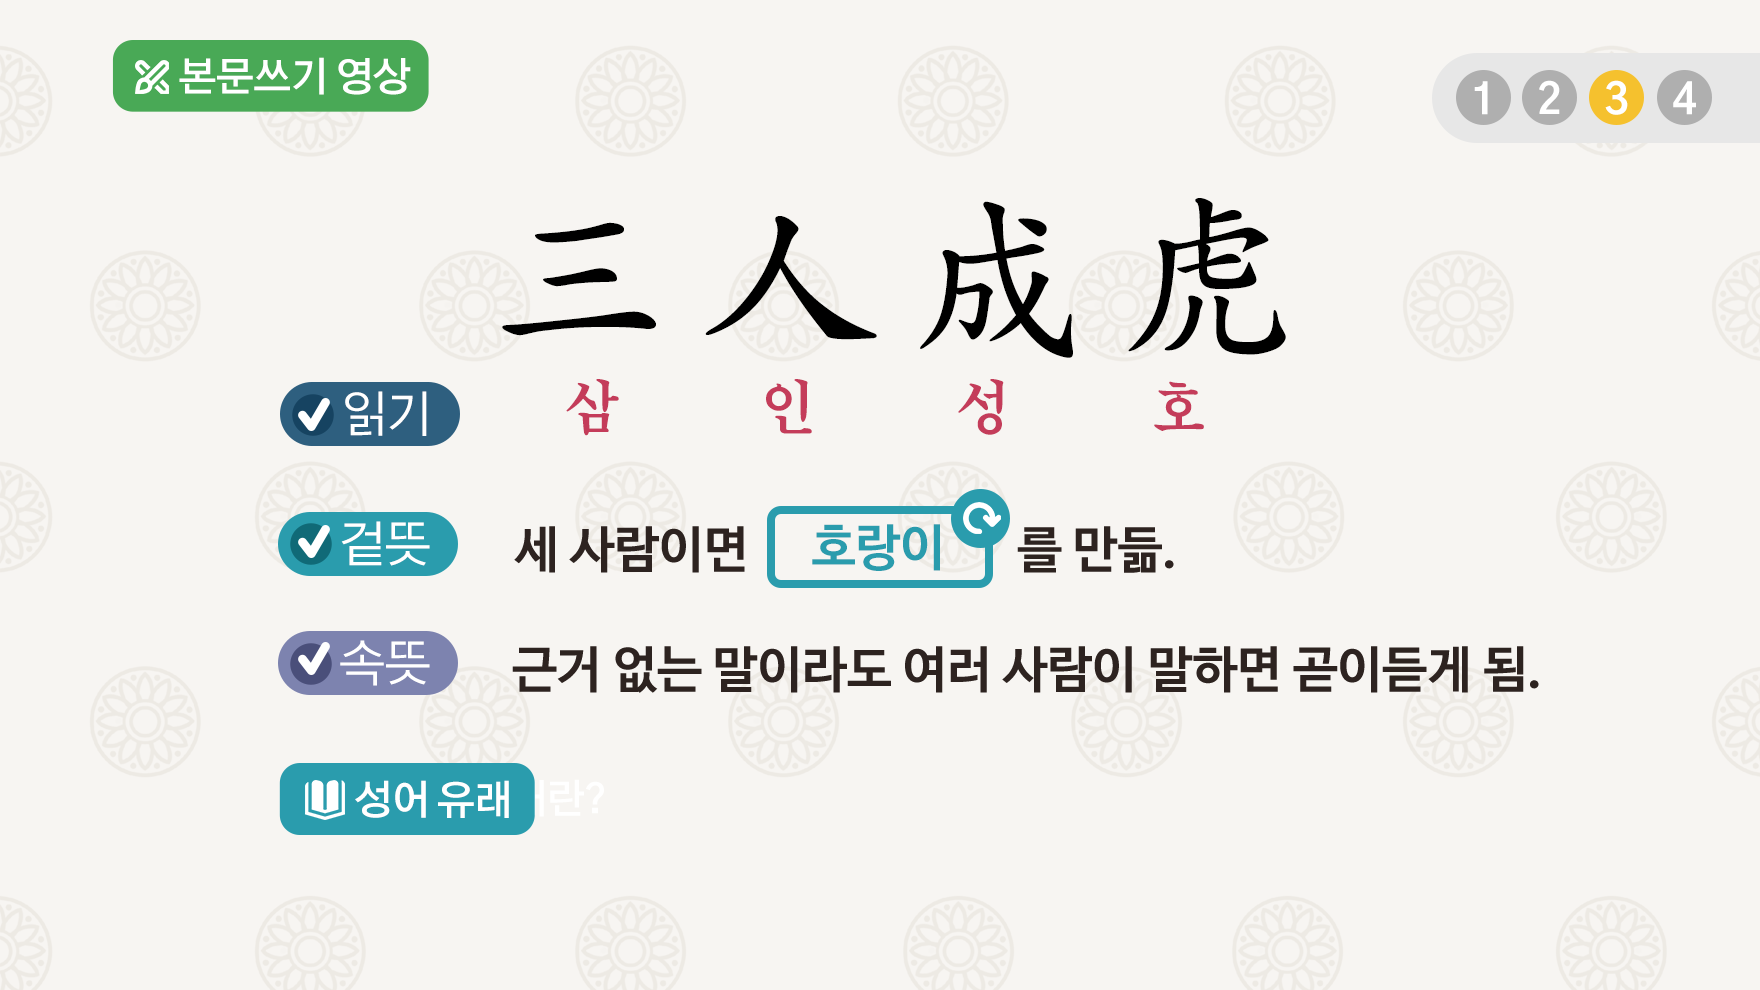 본문쓰기 영상
1 2 3 4
三人成虎
읽기 삼 인 성 호
겉뜻 세 사람이면 호랑이 를 만듦.
속뜻 근거 없는 말이라도 여러 사람이 말하면 곧이듣게 됨.
성어 유래 란?